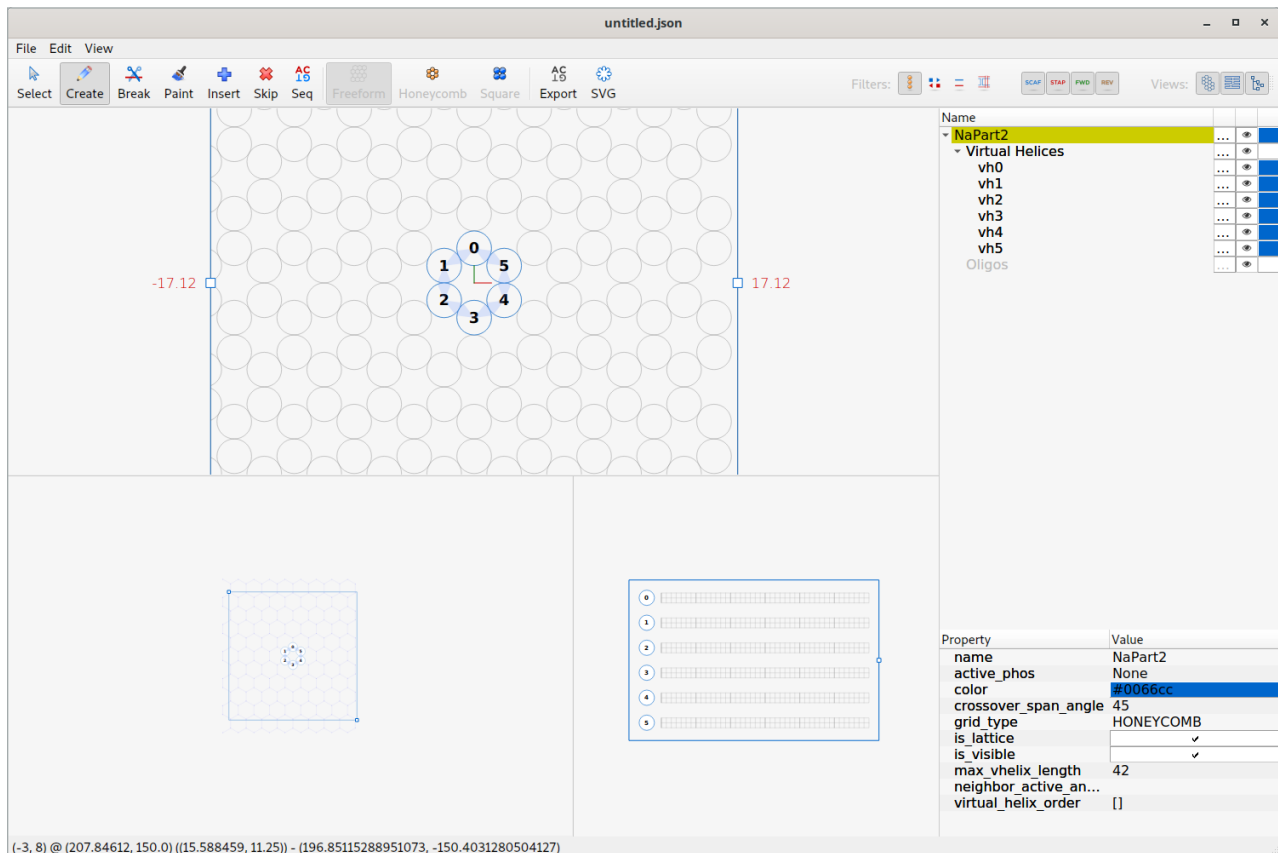 untitled.json
File Edit View
Select Create Break Paint Insert Skip Seq Freeform Honeycomb Square Export SVG Filters: SCAF STAP FWD REV Views:
Name
NaPart2 ...
Virtual Helices ...
vh0 ...
vh1 ...
vh2 ...
vh3 ...
vh4 ...
vh5 ...
Oligos ...
0
1 5
-17.12 17.12
2 4
3
0
1
2
3
4
5
Property Value
name NaPart2
active_phos None
color #0066cc
crossover_span_angle 45
grid_type HONEYCOMB
is_lattice
is_visible
max_vhelix_length 42
neighbor_active_an...
virtual_helix_order []
(-3, 8) @ (207.84612, 150.0) ((15.588459, 11.25)) - (196.85115288951073, -150.4031280504127)